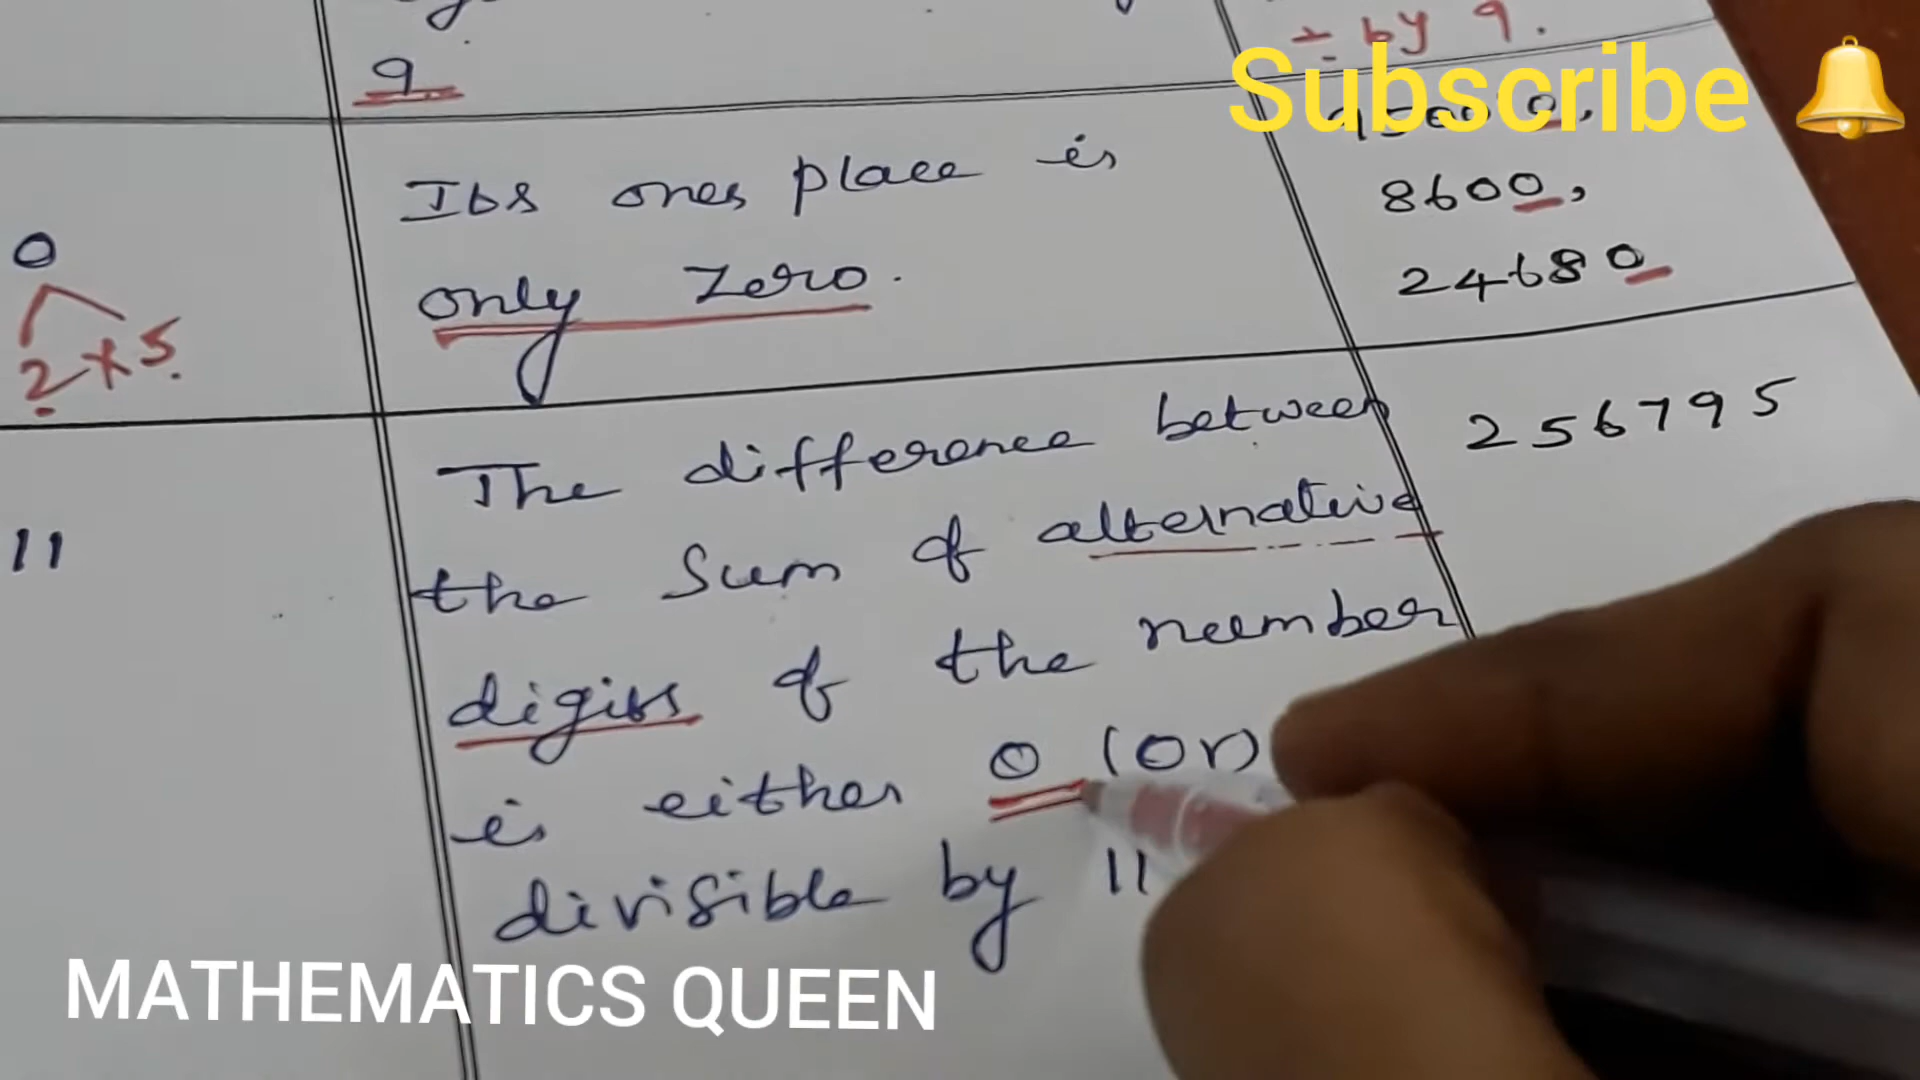 ÷ by 9.
Subscribe
9
Its ones place is
only Zero.
8600,
24680
0
2 x 5
11
The difference between
the Sum of alternative
digits of the number
is either 0 (or)
divisible by 11
256795
MATHEMATICS QUEEN